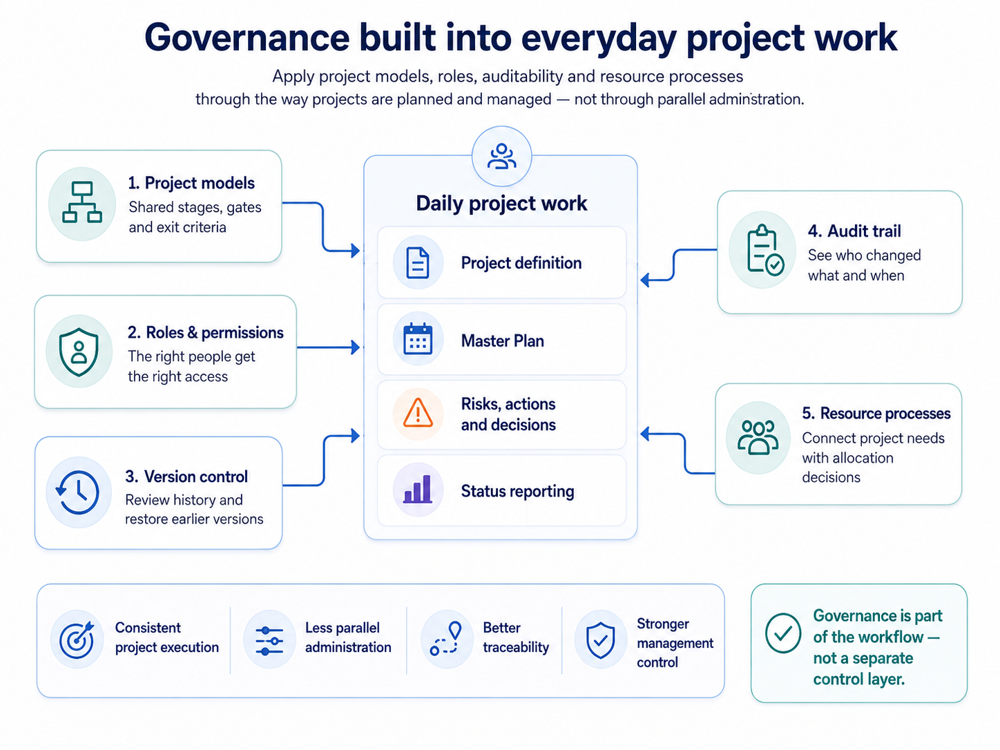 Governance built into everyday project work
Apply project models, roles, auditability and resource processes
through the way projects are planned and managed — not through parallel administration.
1. Project models
Shared stages, gates
and exit criteria
2. Roles & permissions
The right people get
the right access
3. Version control
Review history and
restore earlier versions
Daily project work
Project definition
Master Plan
Risks, actions
and decisions
Status reporting
4. Audit trail
See who changed
what and when
5. Resource processes
Connect project needs
with allocation
decisions
Consistent
project execution
Less parallel
administration
Better
traceability
Stronger
management
control
Governance is part
of the workflow —
not a separate
control layer.